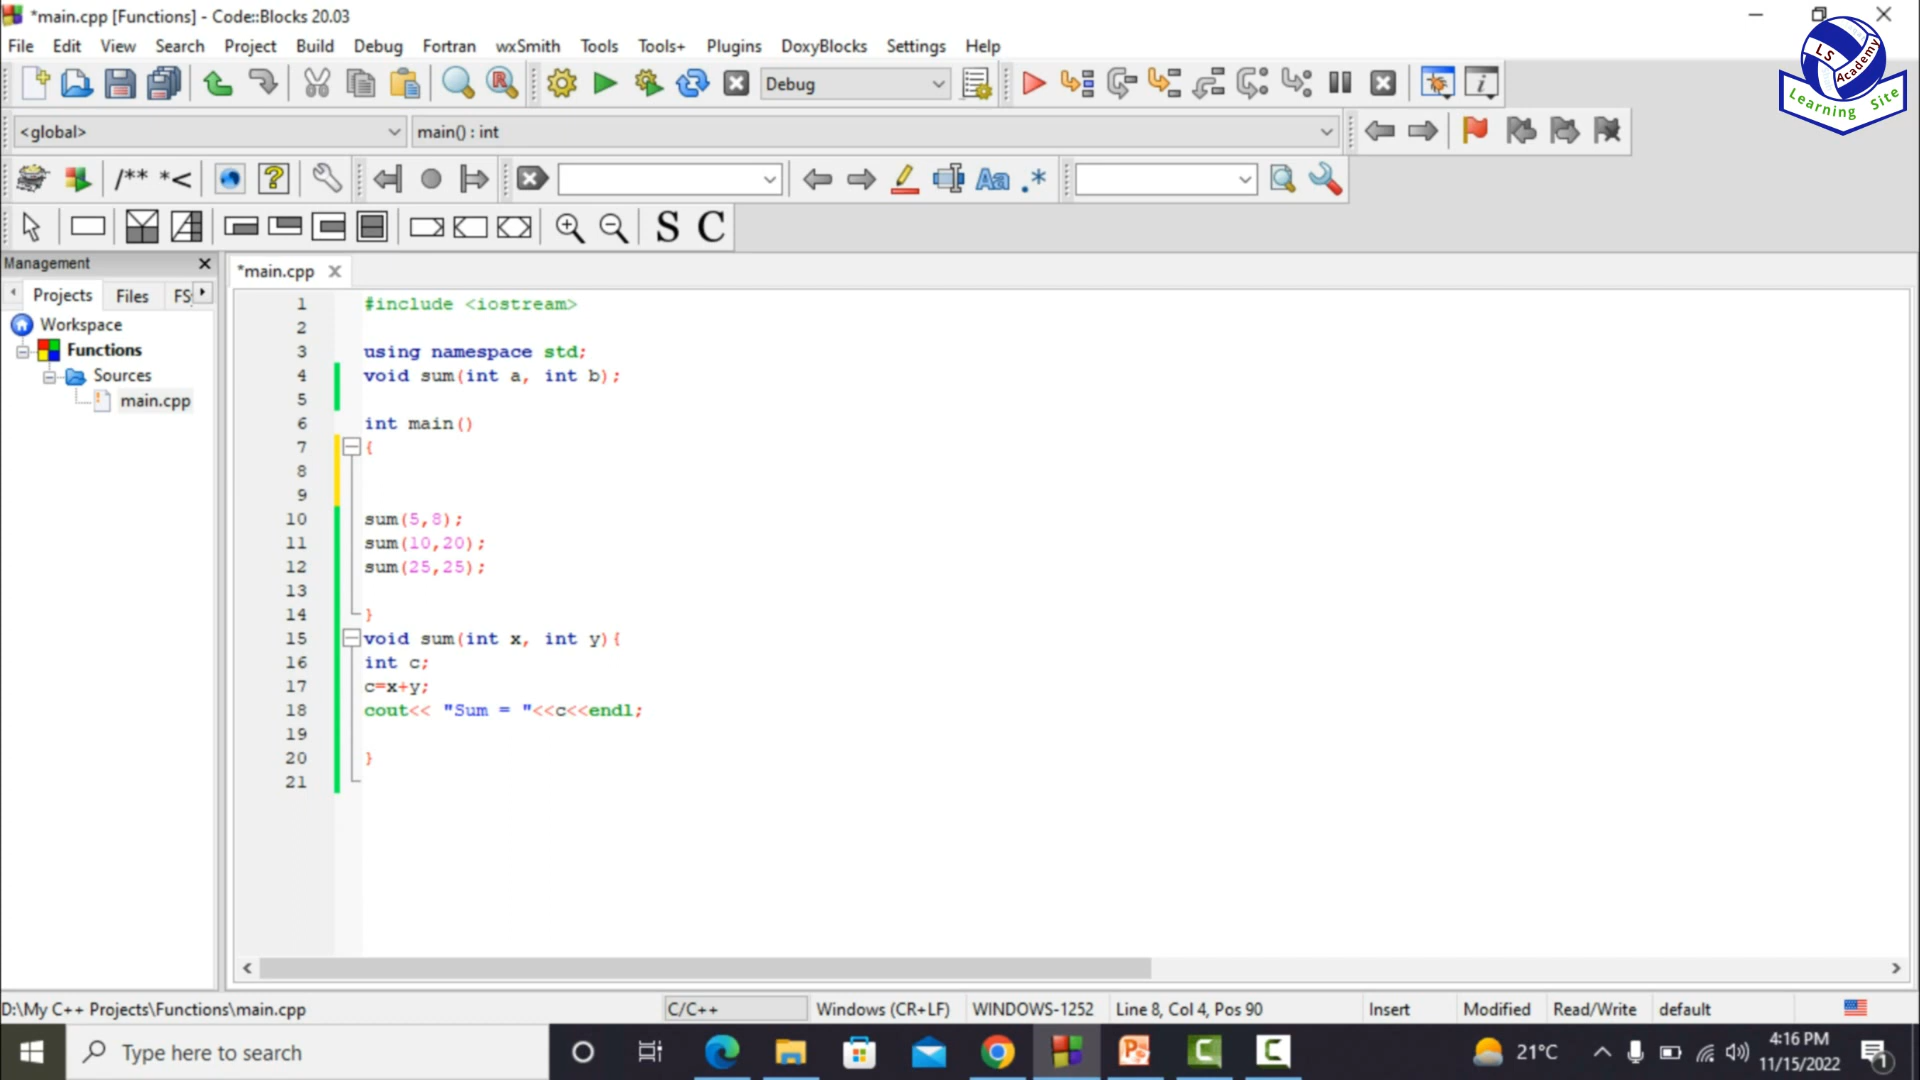 *main.cpp [Functions] - Code::Blocks 20.03
File Edit View Search Project Build Debug Fortran wxSmith Tools Tools+ Plugins DoxyBlocks Settings Help
LS Academy
Learning Site
Debug
<global> main() : int
/** *< Aa .*
S C
Management
Projects Files FS
*main.cpp
Workspace
Functions
Sources
main.cpp
1 #include <iostream>
2
3 using namespace std;
4 void sum(int a, int b);
5
6 int main()
7 {
8
9
10 sum(5,8);
11 sum(10,20);
12 sum(25,25);
13
14 }
15 void sum(int x, int y){
16 int c;
17 c=x+y;
18 cout<< "Sum = "<<c<<endl;
19
20 }
21
D:\My C++ Projects\Functions\main.cpp C/C++ Windows (CR+LF) WINDOWS-1252 Line 8, Col 4, Pos 90 Insert Modified Read/Write default
Type here to search 21°C 4:16 PM
11/15/2022 1